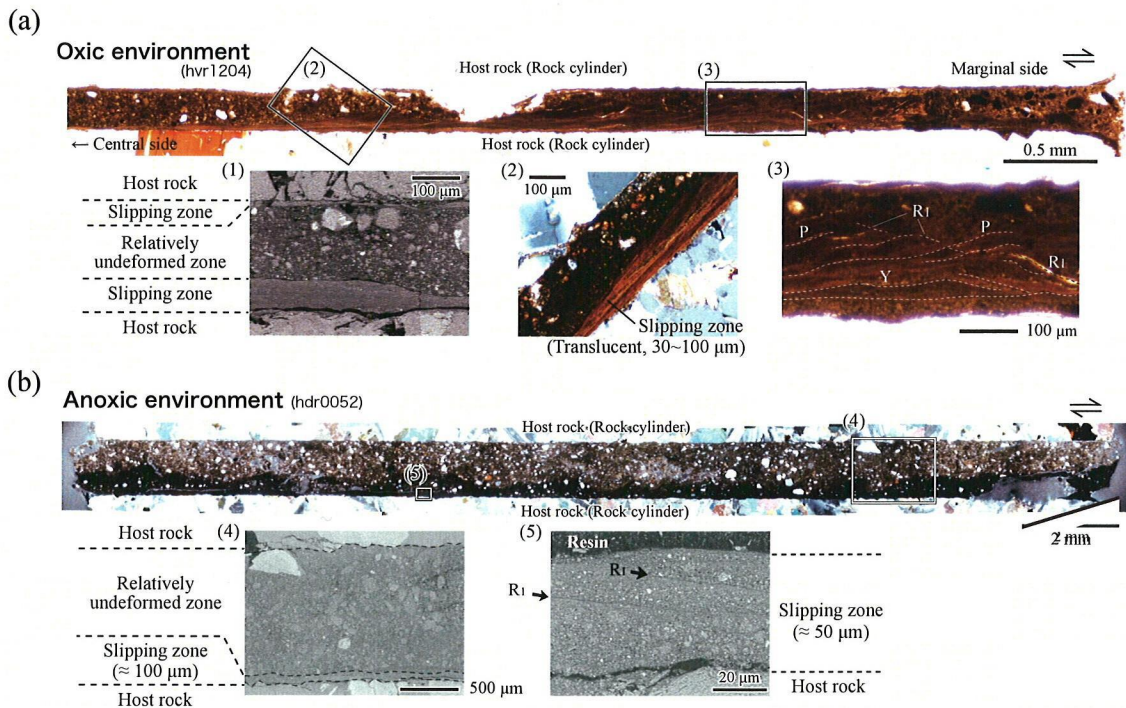 (a)
Oxic environment
(hvr1204)
(2)
Host rock (Rock cylinder)
(3)
Marginal side
← Central side
Host rock (Rock cylinder)
0.5 mm
(1)
100 μm
Host rock
Slipping zone
Relatively
undeformed zone
Slipping zone
Host rock
(2)
100 μm
Slipping zone
(Translucent, 30~100 μm)
(3)
P
R1
P
R1
Y
100 μm
(b)
Anoxic environment (hdr0052)
Host rock (Rock cylinder)
(4)
(5)
Host rock (Rock cylinder)
2 mm
(4)
Host rock
Relatively
undeformed zone
Slipping zone
(≈ 100 μm)
Host rock
500 μm
(5)
Resin
R1
R1
Slipping zone
(≈ 50 μm)
20 μm
Host rock